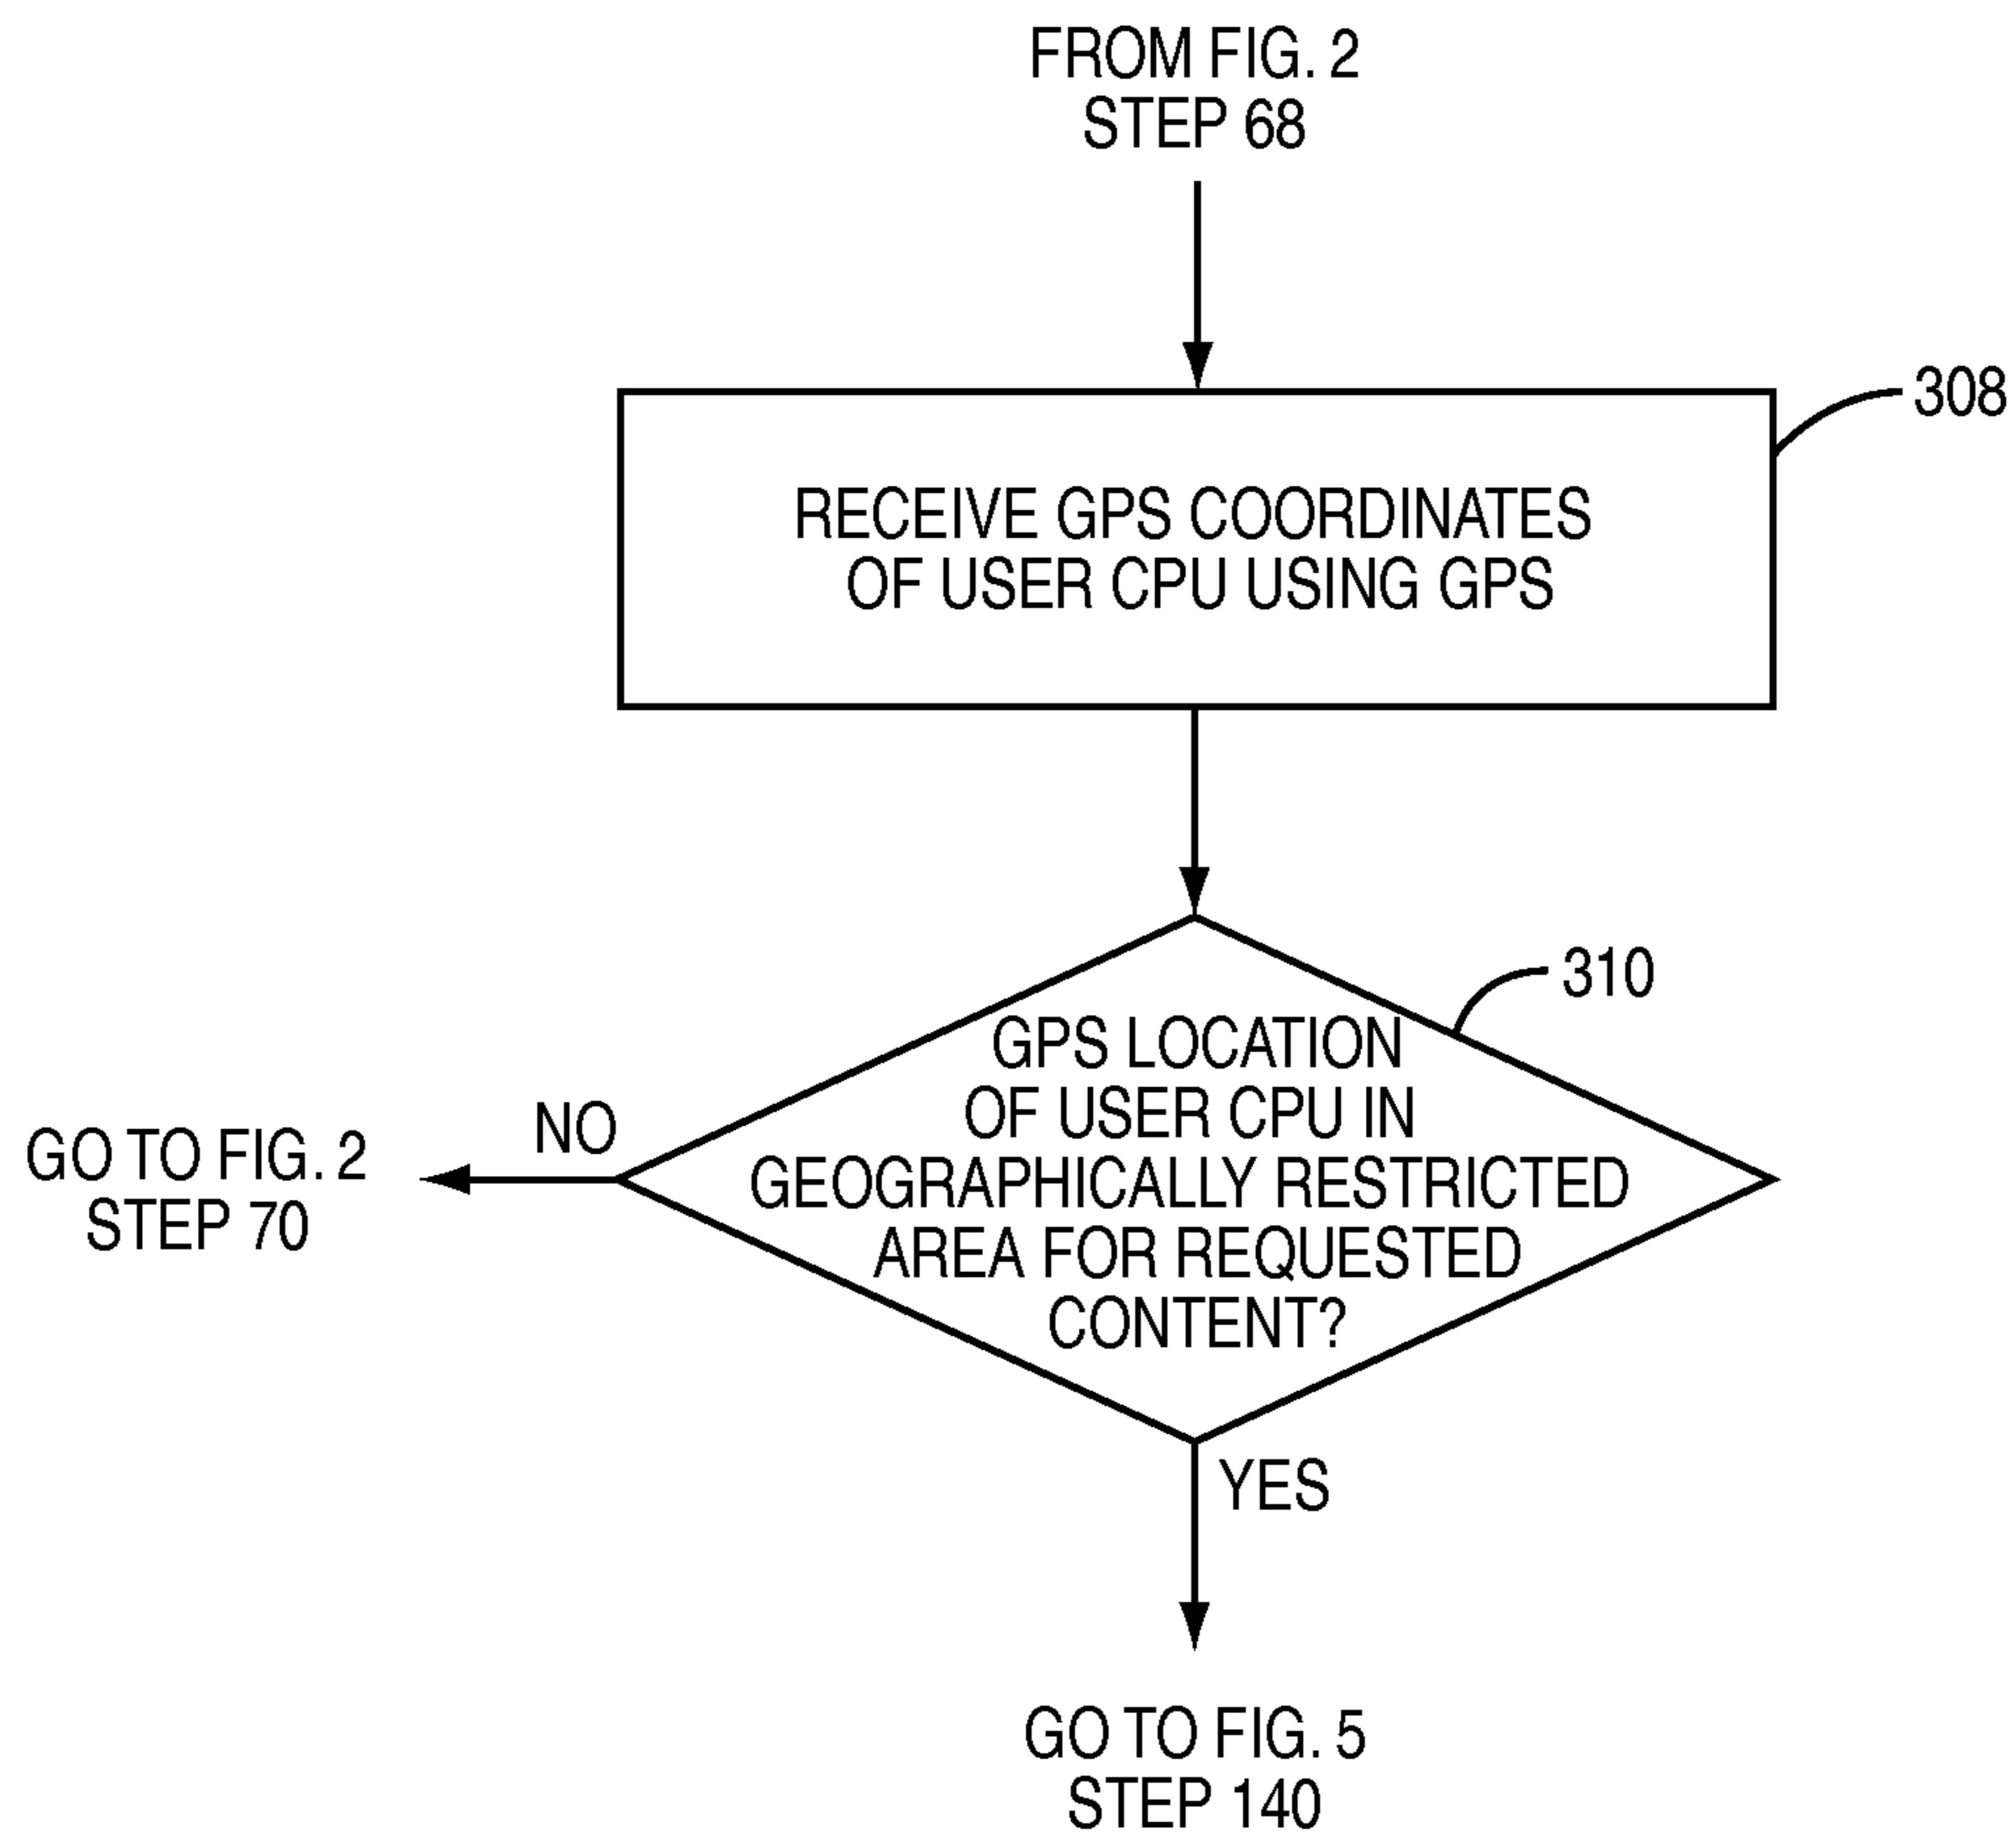 FROM FIG. 2
STEP 68
308
RECEIVE GPS COORDINATES
OF USER CPU USING GPS
310
GPS LOCATION
OF USER CPU IN
GEOGRAPHICALLY RESTRICTED
AREA FOR REQUESTED
CONTENT?
NO
GO TO FIG. 2
STEP 70
YES
GO TO FIG. 5
STEP 140